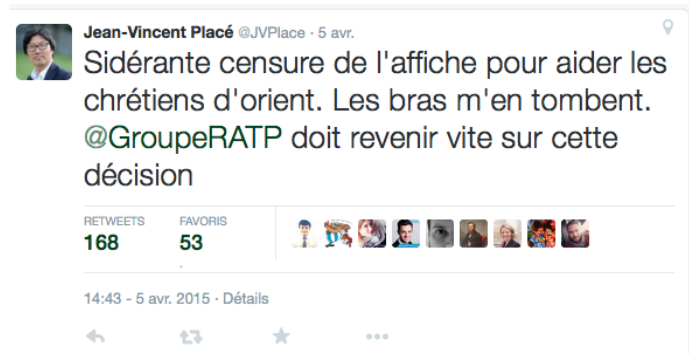 Jean-Vincent Placé @JVPlace · 5 avr.
Sidérante censure de l'affiche pour aider les
chrétiens d'orient. Les bras m'en tombent.
@GroupeRATP doit revenir vite sur cette
décision
RETWEETS FAVORIS
168 53
14:43 - 5 avr. 2015 · Détails